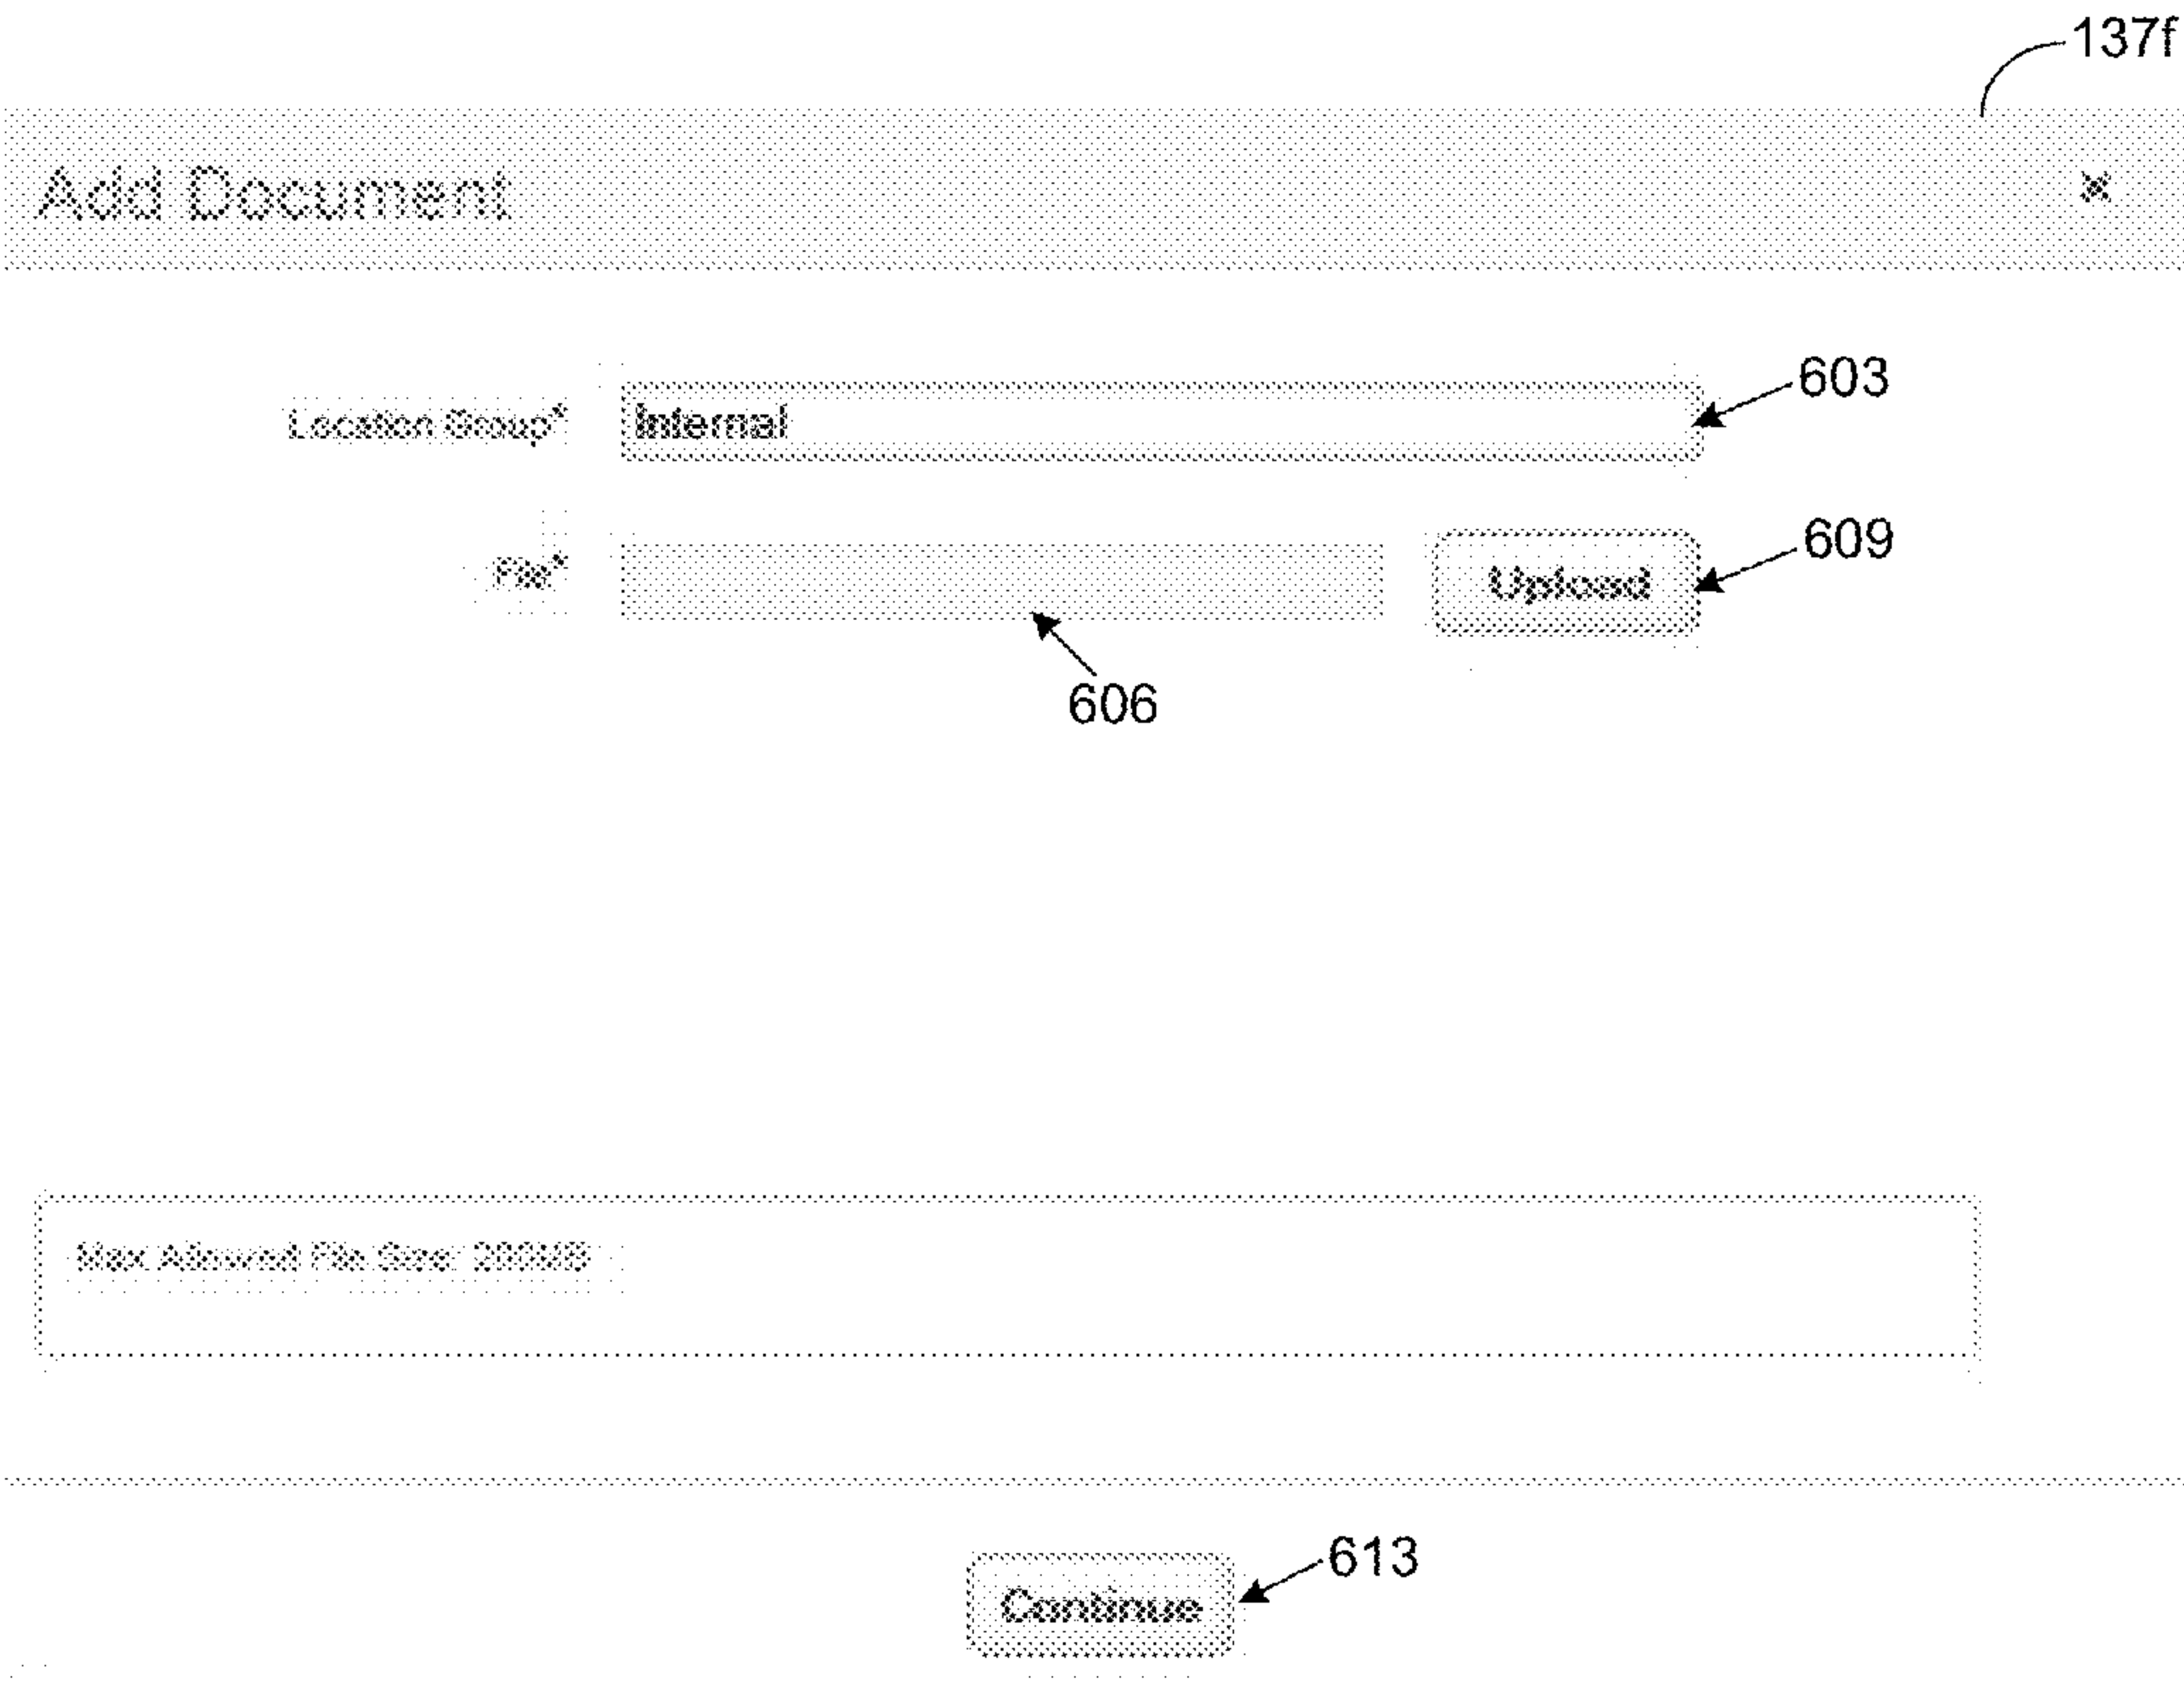 137f
Add Document ×
Location Group* Internal 603
File* Upload 609
606
Max Allowed File Size: 200MB
Continue 613